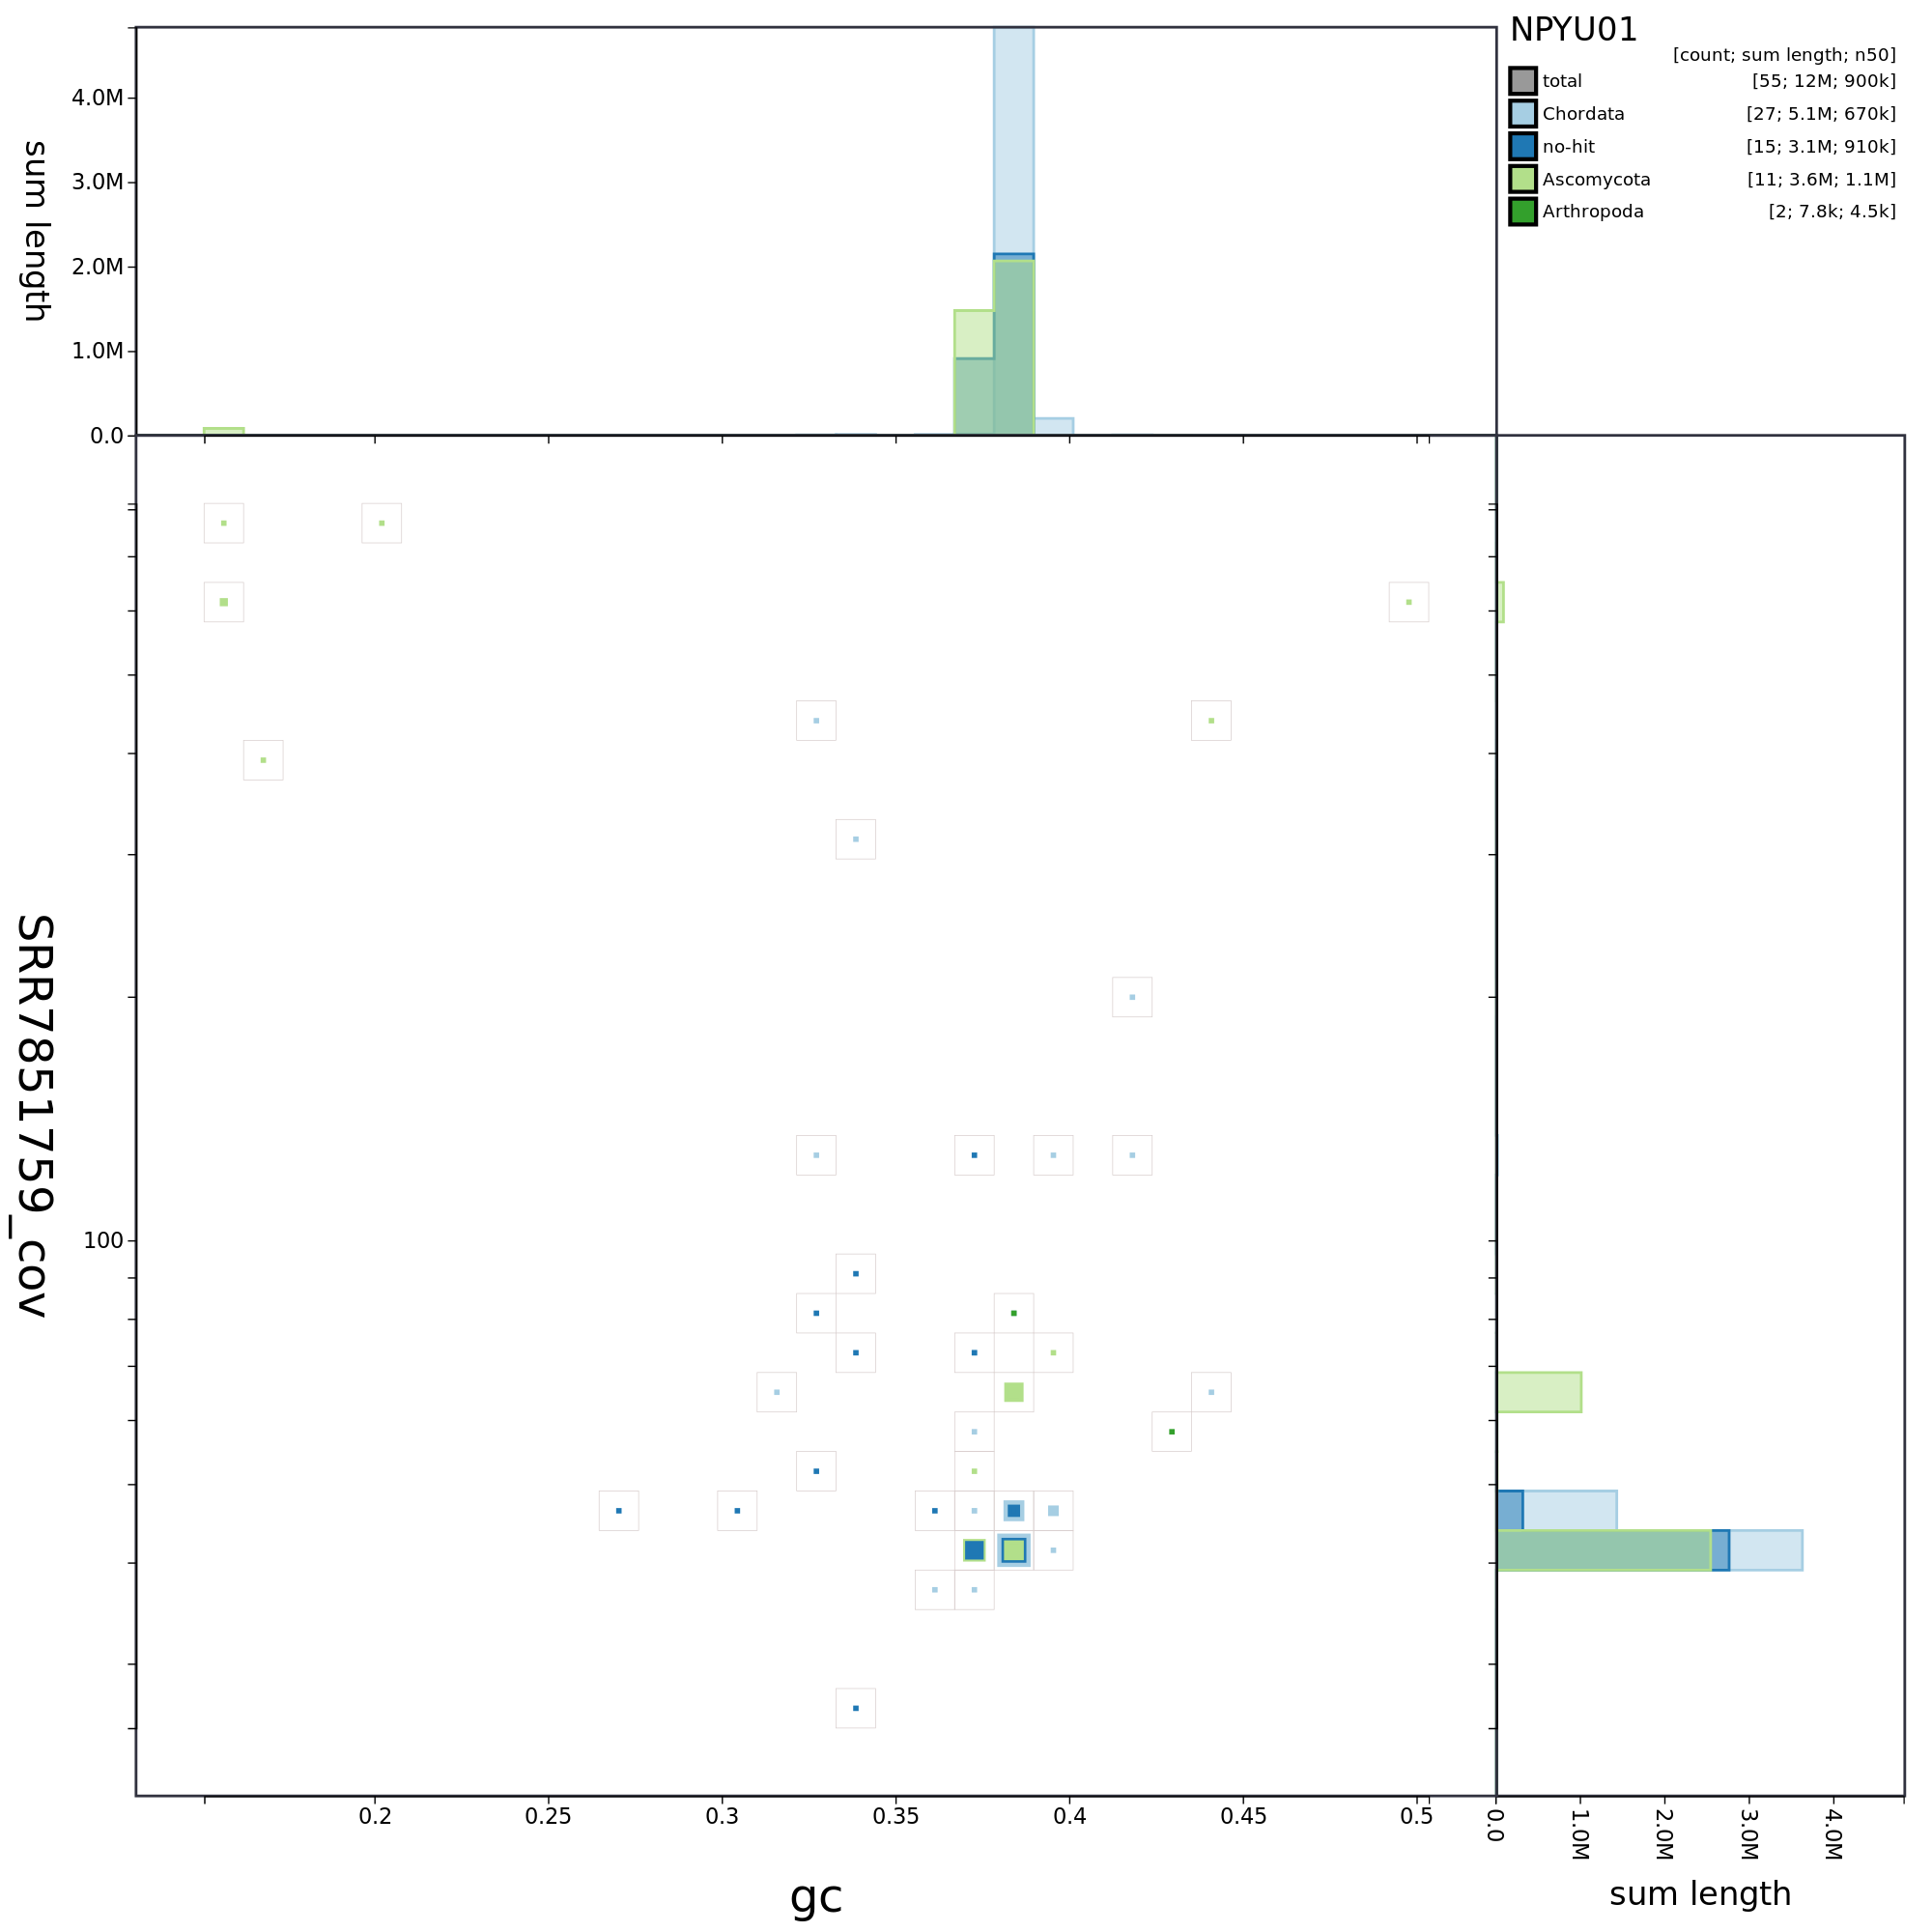 NPYU01
[count; sum length; n50]
total [55; 12M; 900k]
Chordata [27; 5.1M; 670k]
no-hit [15; 3.1M; 910k]
Ascomycota [11; 3.6M; 1.1M]
Arthropoda [2; 7.8k; 4.5k]
sum length
4.0M
3.0M
2.0M
1.0M
0.0
SRR7851759_cov
100
0.2 0.25 0.3 0.35 0.4 0.45 0.5
gc
0.0 1.0M 2.0M 3.0M 4.0M
sum length